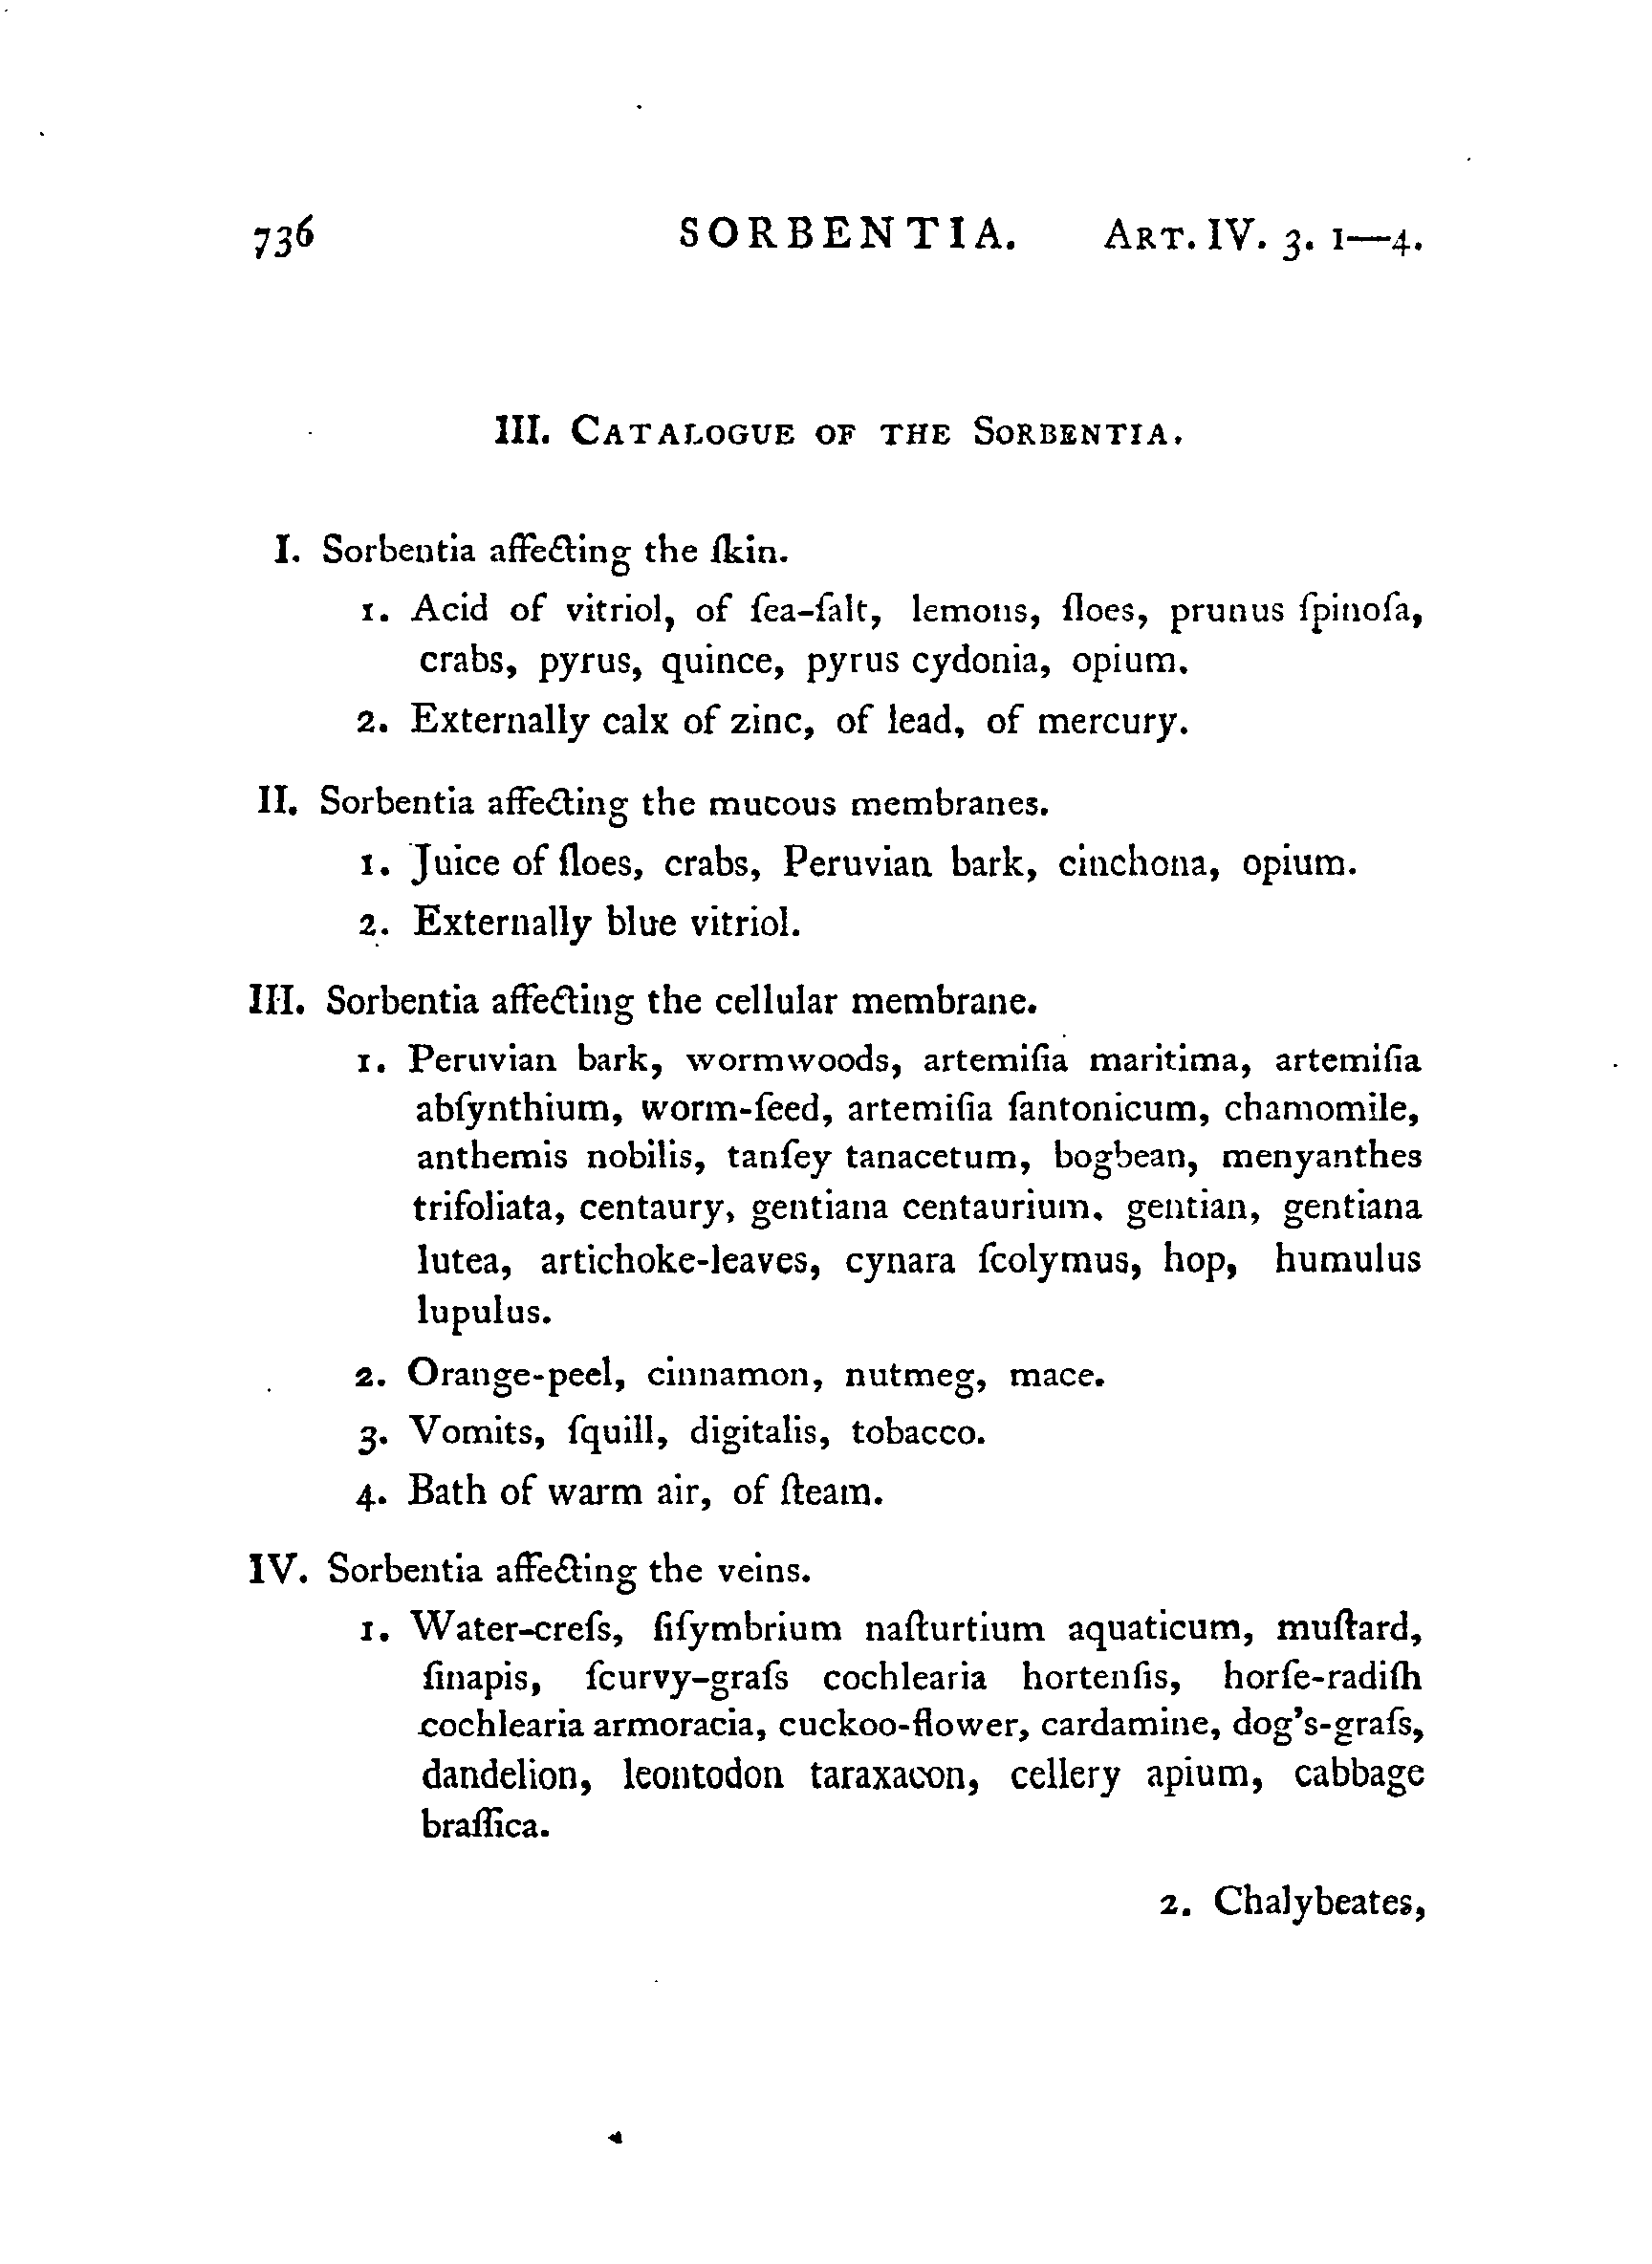 736 SORBENTIA. ART. IV. 3. 1—4.
III. CATALOGUE OF THE SORBENTIA.
I. Sorbentia affecting the ſkin.
1. Acid of vitriol, of ſea-ſalt, lemons, ſloes, prunus ſpinoſa,
crabs, pyrus, quince, pyrus cydonia, opium.
2. Externally calx of zinc, of lead, of mercury.
II. Sorbentia affecting the mucous membranes.
1. Juice of ſloes, crabs, Peruvian bark, cinchona, opium.
2. Externally blue vitriol.
III. Sorbentia affecting the cellular membrane.
1. Peruvian bark, wormwoods, artemiſia maritima, artemiſia
abſynthium, worm-ſeed, artemiſia ſantonicum, chamomile,
anthemis nobilis, tanſey tanacetum, bogbean, menyanthes
trifoliata, centaury, gentiana centaurium, gentian, gentiana
lutea, artichoke-leaves, cynara ſcolymus, hop, humulus
lupulus.
2. Orange-peel, cinnamon, nutmeg, mace.
3. Vomits, ſquill, digitalis, tobacco.
4. Bath of warm air, of ſteam.
IV. Sorbentia affecting the veins.
1. Water-creſs, ſiſymbrium naſturtium aquaticum, muſtard,
ſinapis, ſcurvy-graſs cochlearia hortenſis, horſe-radiſh
cochlearia armoracia, cuckoo-flower, cardamine, dog's-graſs,
dandelion, leontodon taraxacon, cellery apium, cabbage
braſſica.
2. Chalybeates,